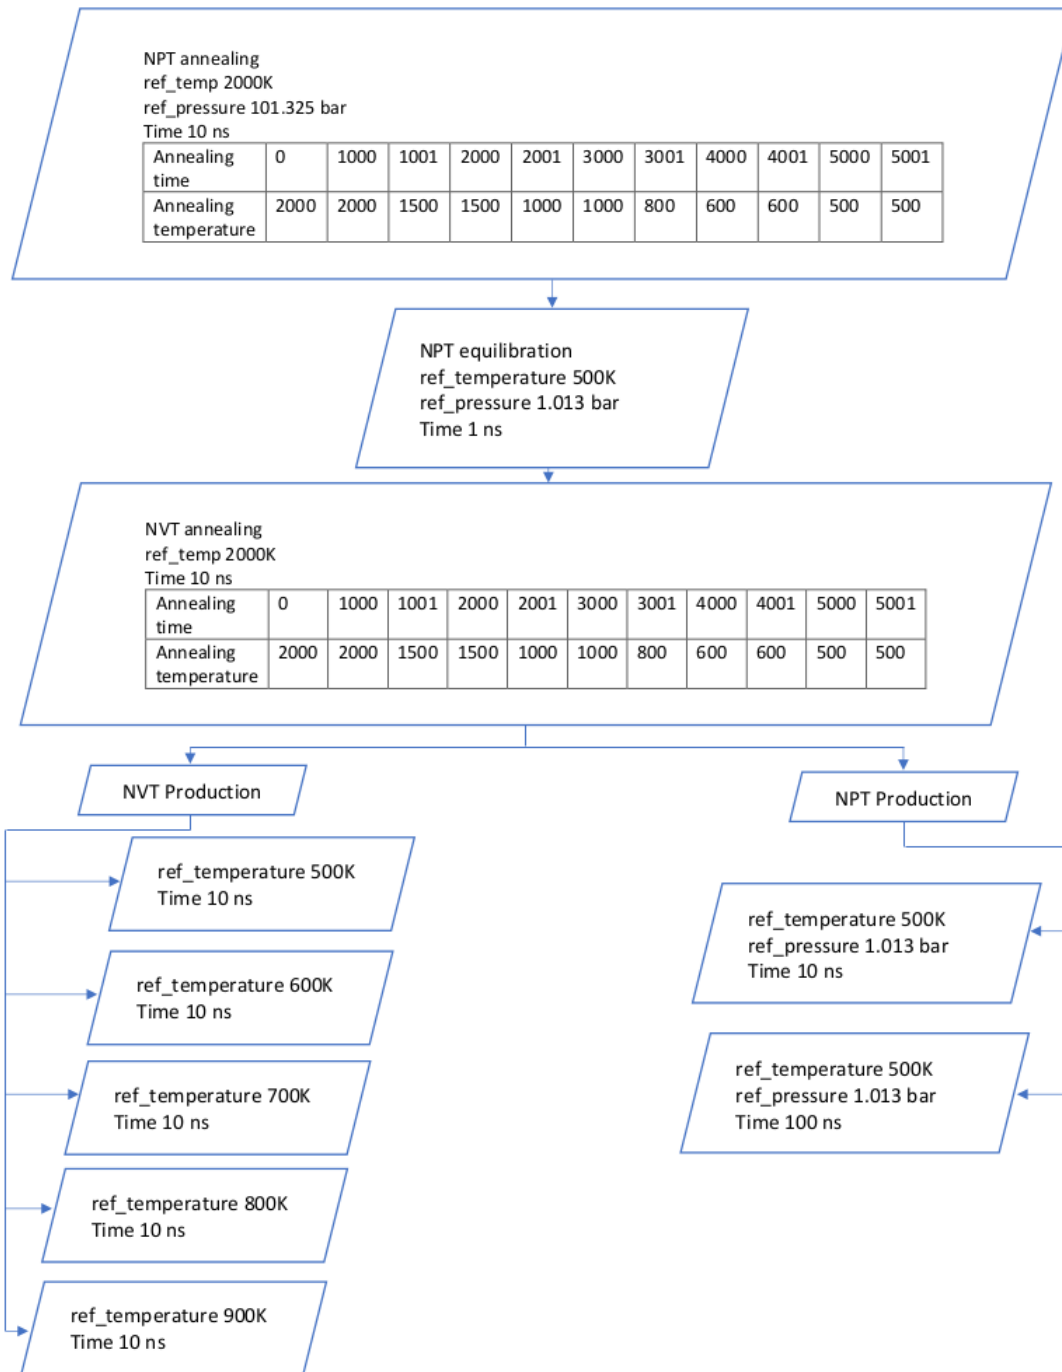 NPT annealing
ref_temp 2000K
ref_pressure 101.325 bar
Time 10 ns
Annealing time 0 1000 1001 2000 2001 3000 3001 4000 4001 5000 5001
Annealing temperature 2000 2000 1500 1500 1000 1000 800 600 600 500 500
NPT equilibration
ref_temperature 500K
ref_pressure 1.013 bar
Time 1 ns
NVT annealing
ref_temp 2000K
Time 10 ns
Annealing time 0 1000 1001 2000 2001 3000 3001 4000 4001 5000 5001
Annealing temperature 2000 2000 1500 1500 1000 1000 800 600 600 500 500
NVT Production
ref_temperature 500K
Time 10 ns
ref_temperature 600K
Time 10 ns
ref_temperature 700K
Time 10 ns
ref_temperature 800K
Time 10 ns
ref_temperature 900K
Time 10 ns
NPT Production
ref_temperature 500K
ref_pressure 1.013 bar
Time 10 ns
ref_temperature 500K
ref_pressure 1.013 bar
Time 100 ns